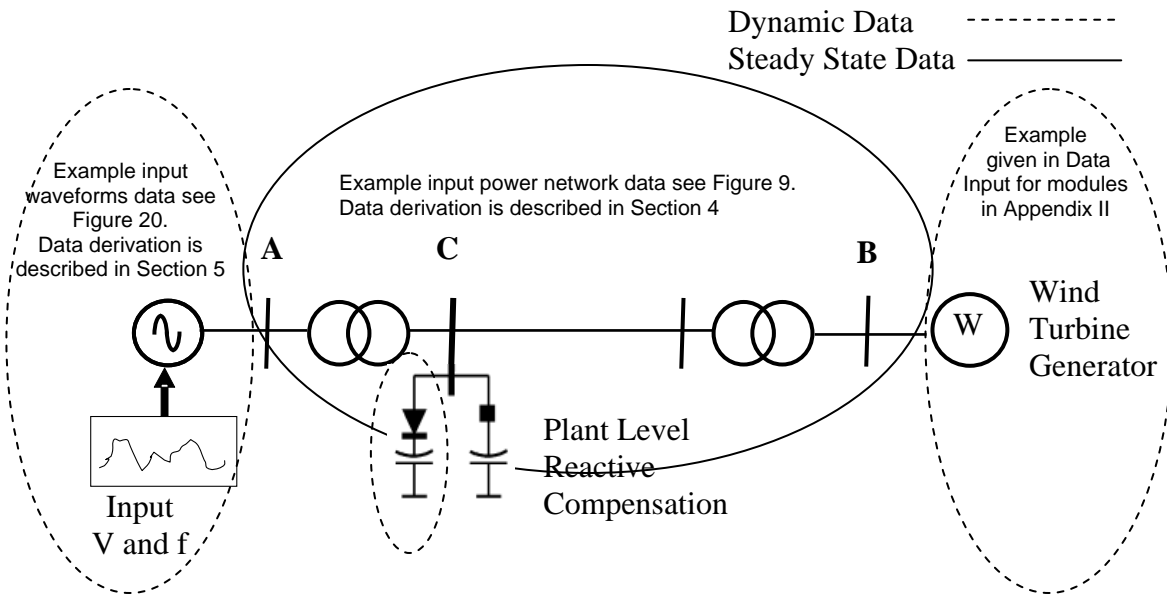 Dynamic Data
Steady State Data
Example input
waveforms data see
Figure 20.
Data derivation is
described in Section 5
Example input power network data see Figure 9.
Data derivation is described in Section 4
Example
given in Data
Input for modules
in Appendix II
A
C
B
W
Wind
Turbine
Generator
Plant Level
Reactive
Compensation
Input
V and f